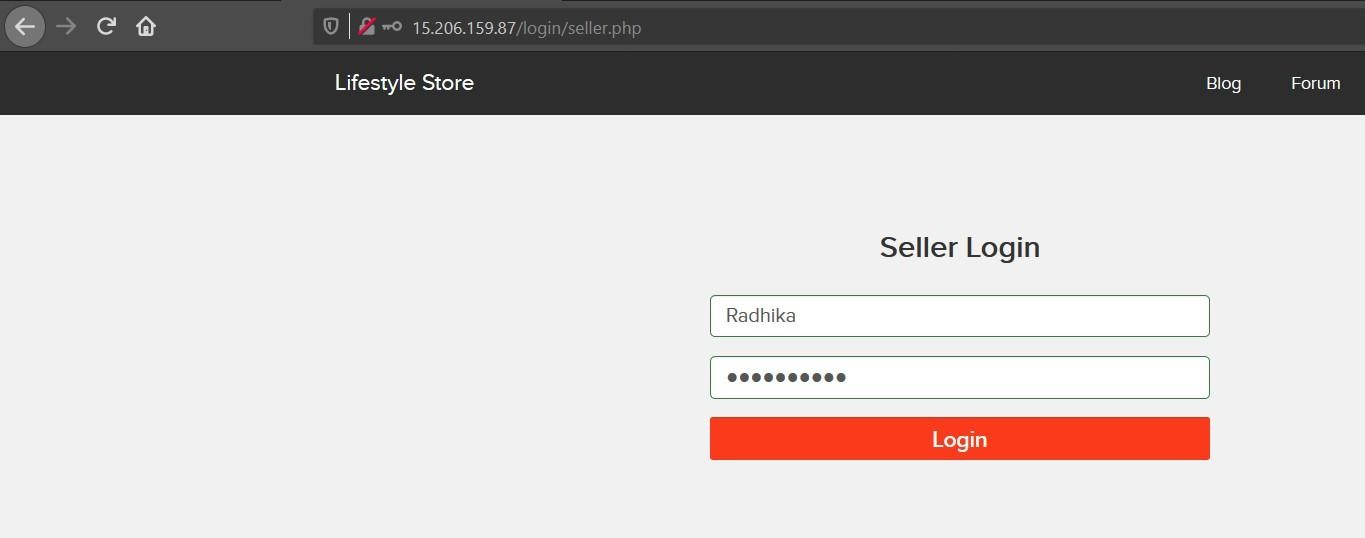 15.206.159.87/login/seller.php
Lifestyle Store Blog Forum
Seller Login
Radhika
●●●●●●●●●●
Login